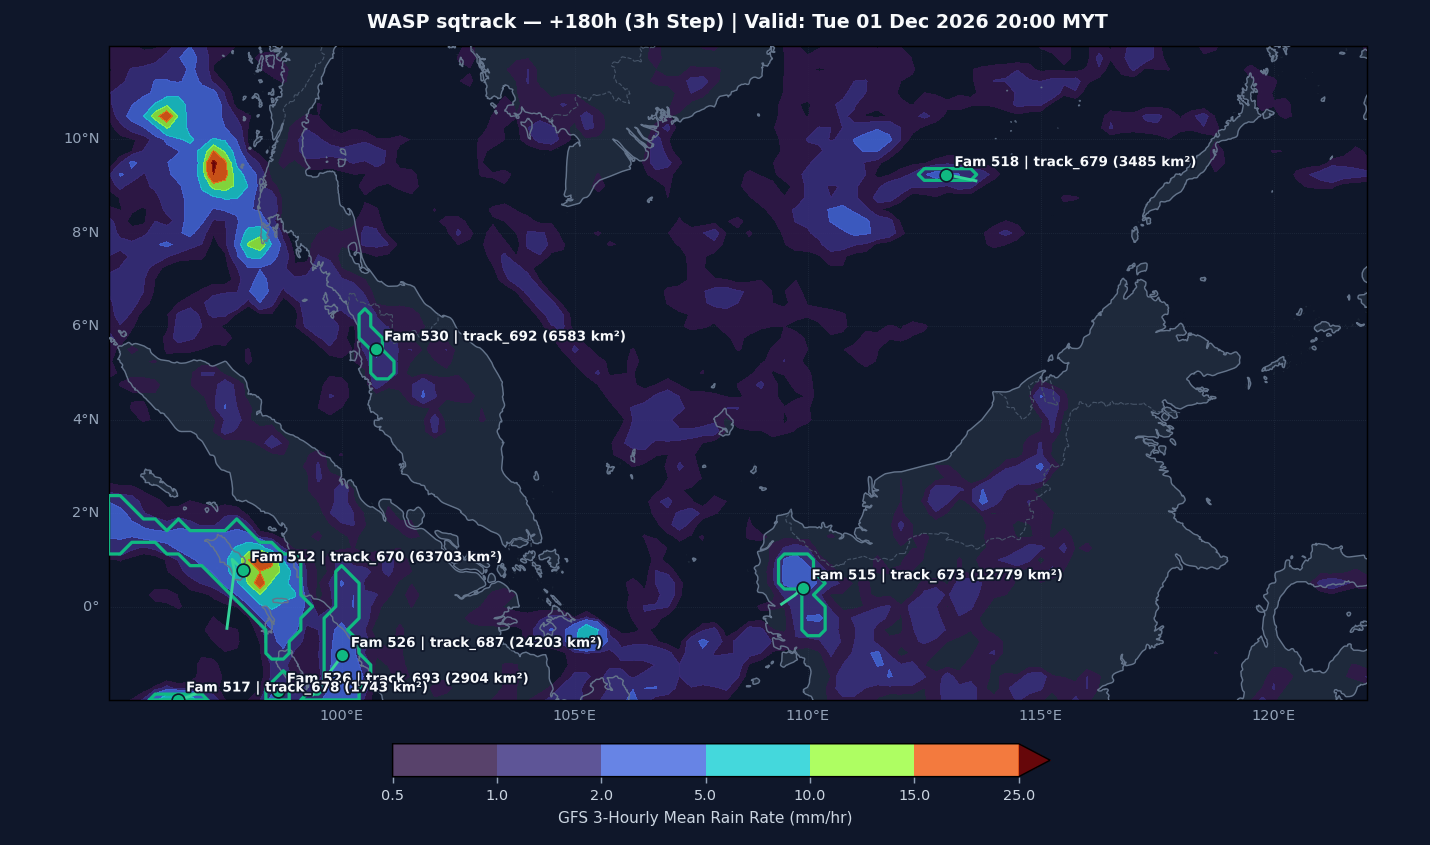 WASP sqtrack — +180h (3h Step) | Valid: Tue 01 Dec 2026 20:00 MYT
10°N
8°N
6°N
4°N
2°N
0°
Fam 518 | track_679 (3485 km²)
Fam 530 | track_692 (6583 km²)
Fam 512 | track_670 (63703 km²)
Fam 515 | track_673 (12779 km²)
Fam 526 | track_687 (24203 km²)
Fam 526 | track_693 (2904 km²)
Fam 517 | track_678 (1743 km²)
100°E 105°E 110°E 115°E 120°E
0.5 1.0 2.0 5.0 10.0 15.0 25.0
GFS 3-Hourly Mean Rain Rate (mm/hr)